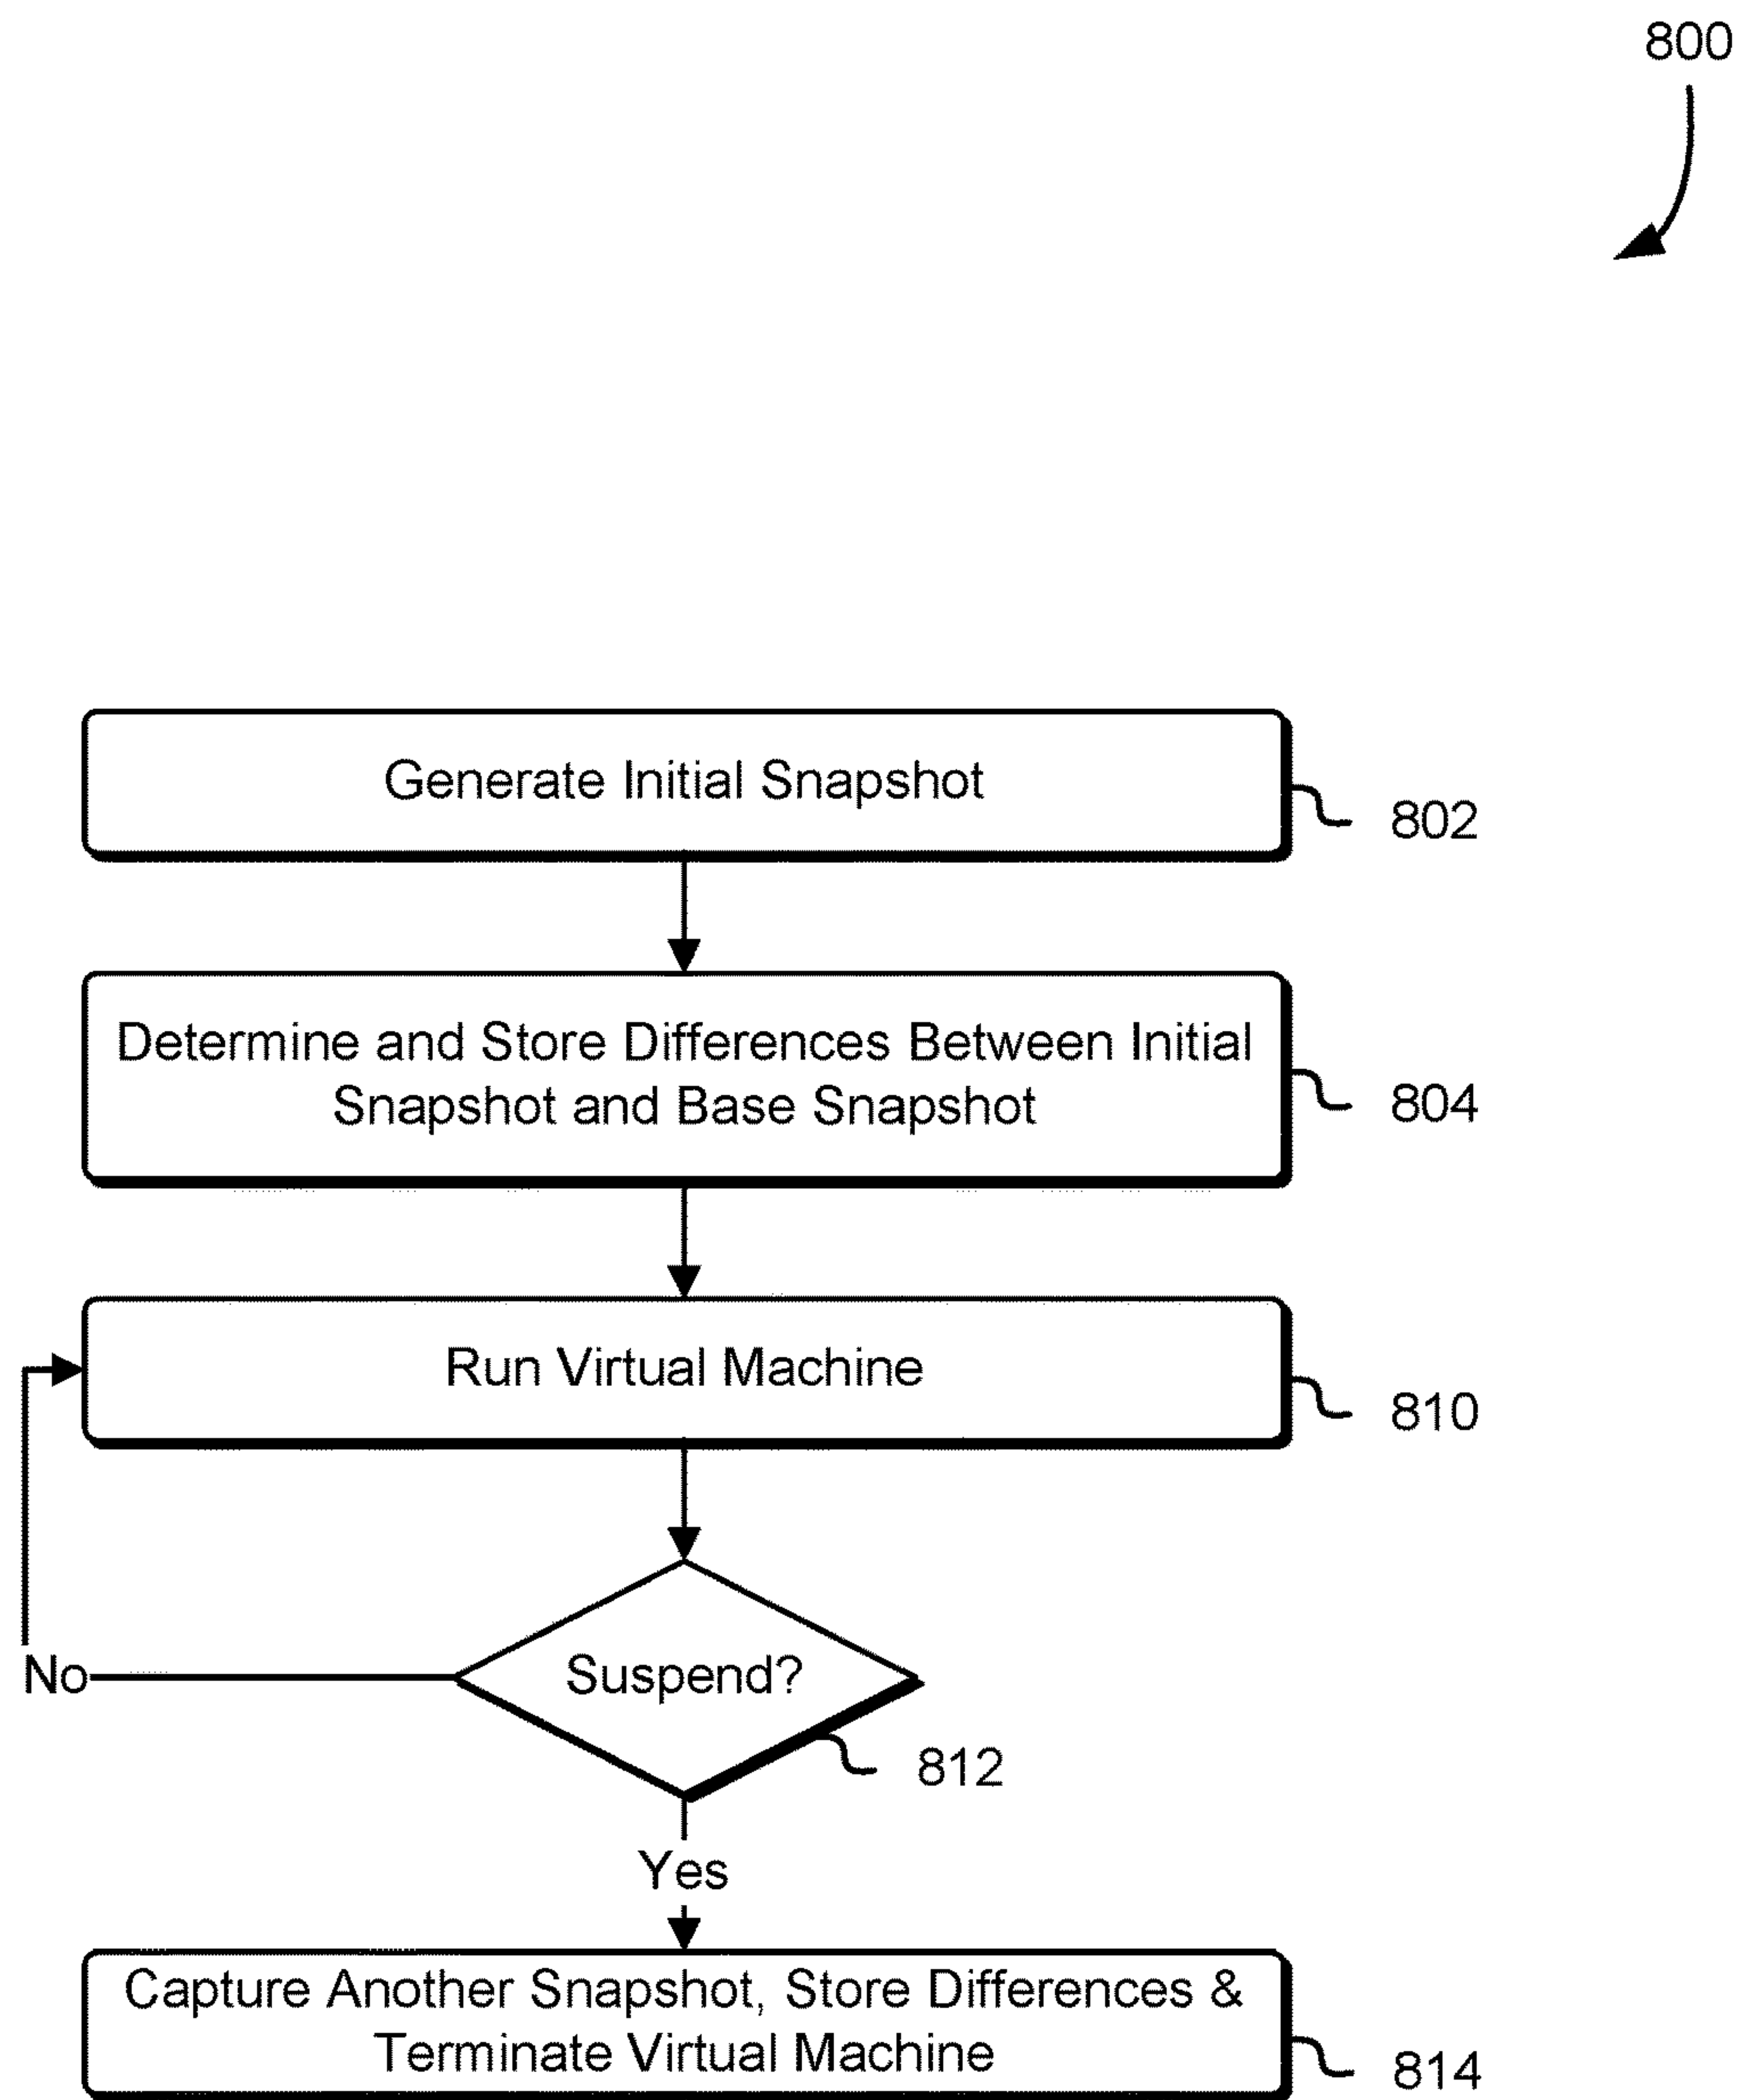 800
Generate Initial Snapshot
802
Determine and Store Differences Between Initial
Snapshot and Base Snapshot
804
Run Virtual Machine
810
Suspend?
No
812
Yes
Capture Another Snapshot, Store Differences &
Terminate Virtual Machine
814